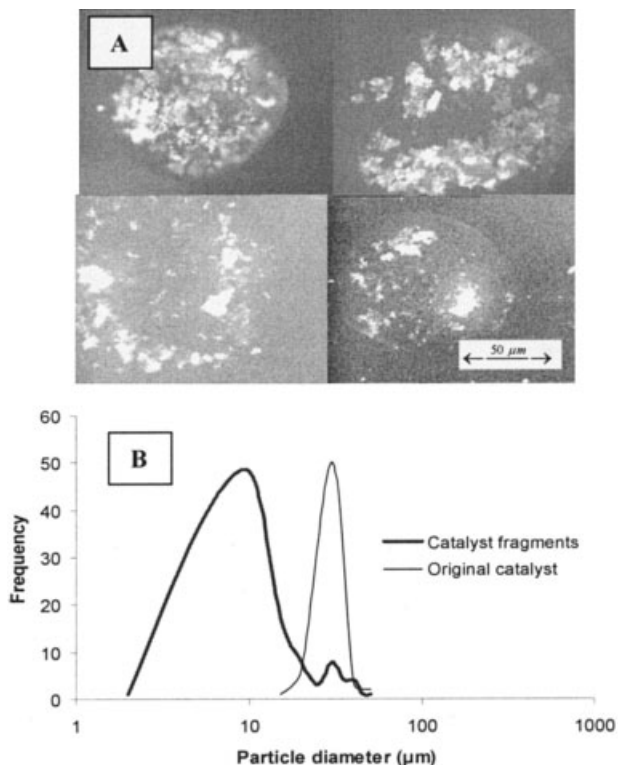 A
50 µm
B
60
50
40
30
20
10
0
Frequency
Catalyst fragments
Original catalyst
1
10
100
1000
Particle diameter (µm)